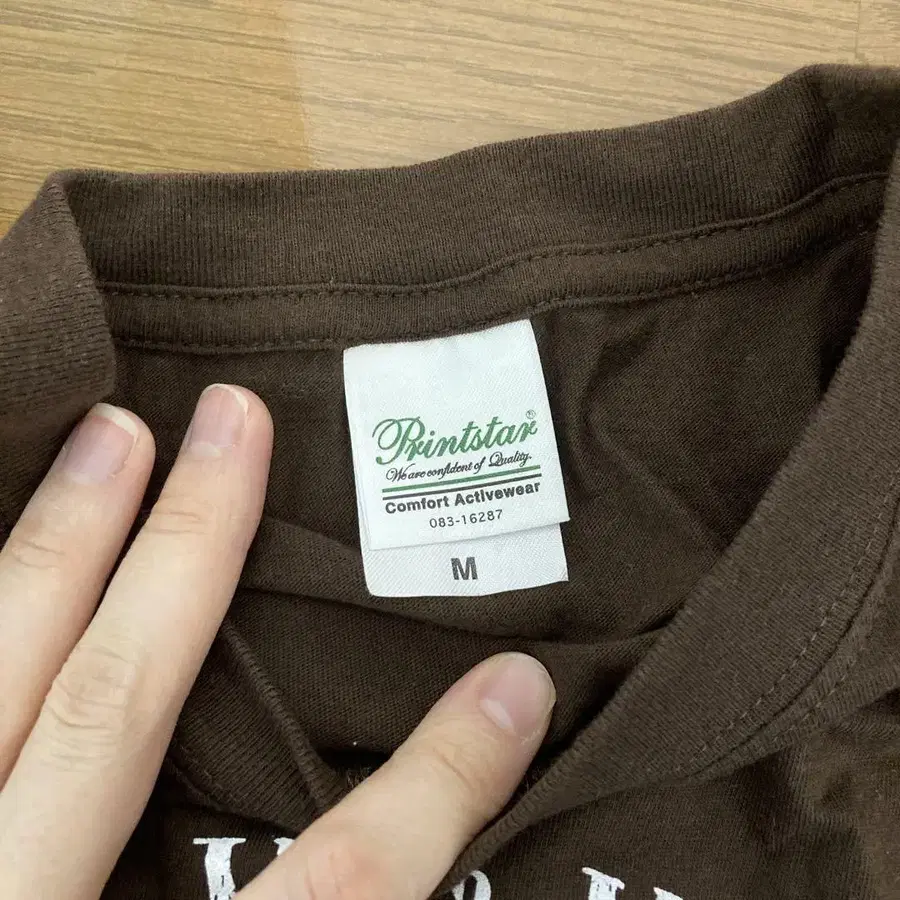 Printstar®
We are confident of Quality.
Comfort Activewear
083-16287
M